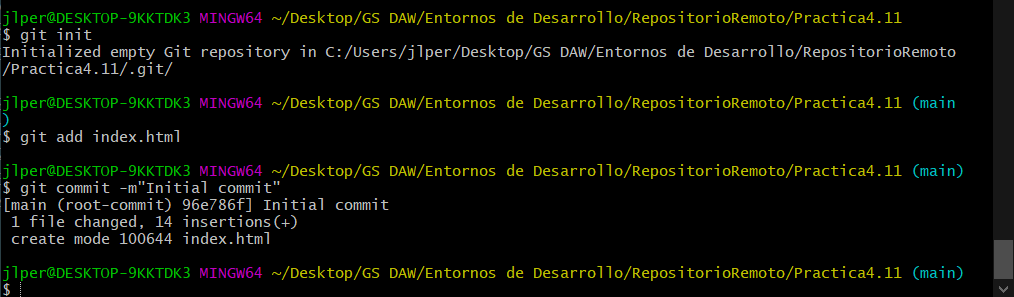 jlper@DESKTOP-9KKTDK3 MINGW64 ~/Desktop/GS DAW/Entornos de Desarrollo/RepositorioRemoto/Practica4.11
$ git init
Initialized empty Git repository in C:/Users/jlper/Desktop/GS DAW/Entornos de Desarrollo/RepositorioRemoto
/Practica4.11/.git/

jlper@DESKTOP-9KKTDK3 MINGW64 ~/Desktop/GS DAW/Entornos de Desarrollo/RepositorioRemoto/Practica4.11 (main
)
$ git add index.html

jlper@DESKTOP-9KKTDK3 MINGW64 ~/Desktop/GS DAW/Entornos de Desarrollo/RepositorioRemoto/Practica4.11 (main)
$ git commit -m"Initial commit"
[main (root-commit) 96e786f] Initial commit
 1 file changed, 14 insertions(+)
 create mode 100644 index.html

jlper@DESKTOP-9KKTDK3 MINGW64 ~/Desktop/GS DAW/Entornos de Desarrollo/RepositorioRemoto/Practica4.11 (main)
$